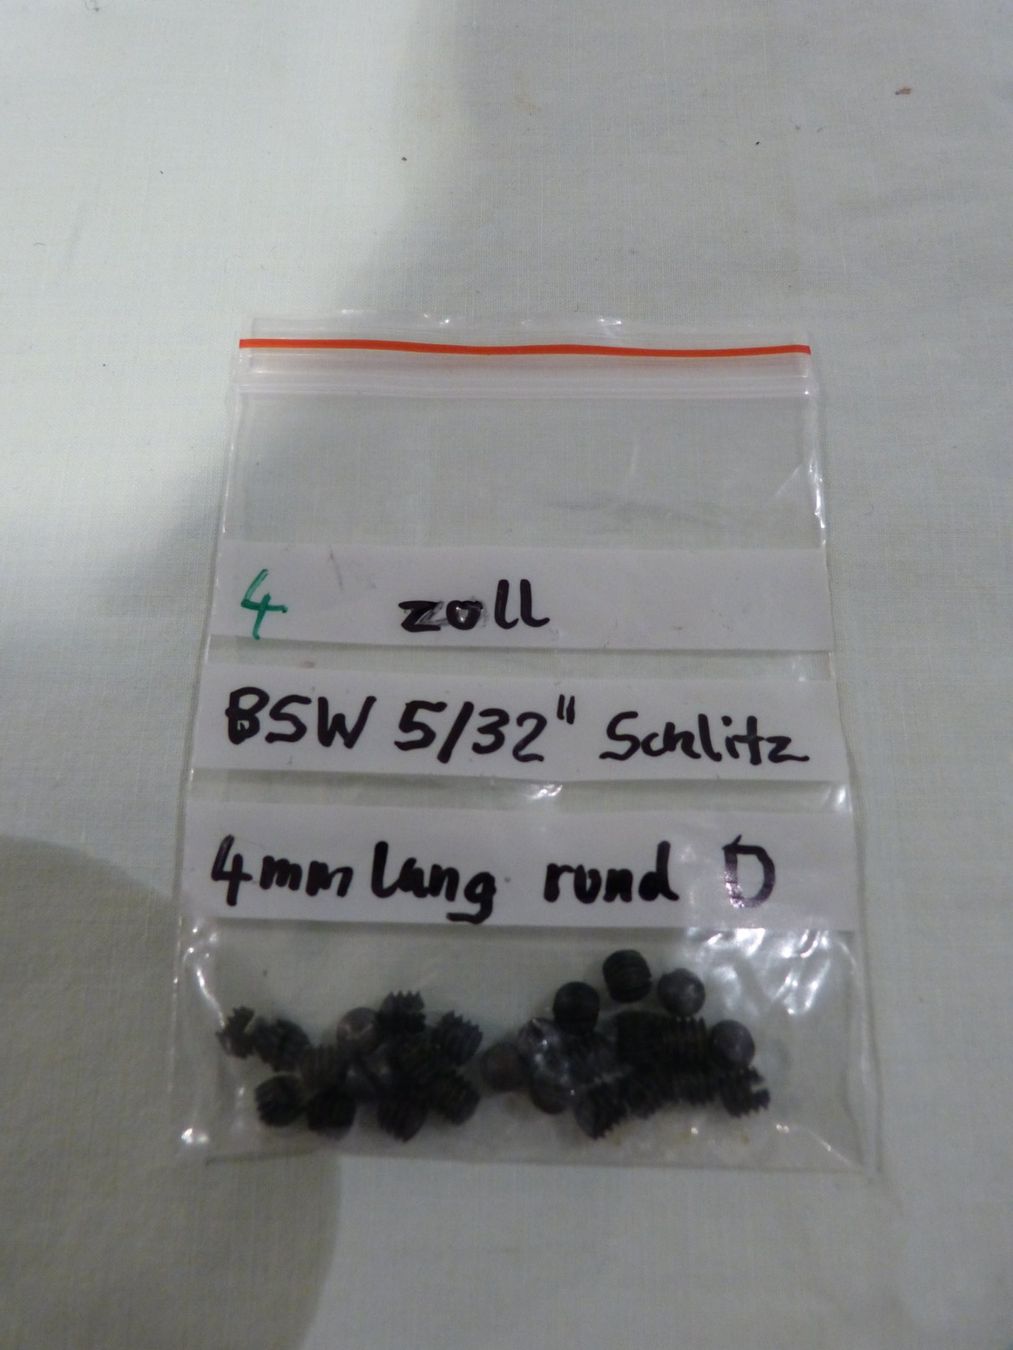 4 zoll
BSW 5/32" Schlitz
4mm lang rund D